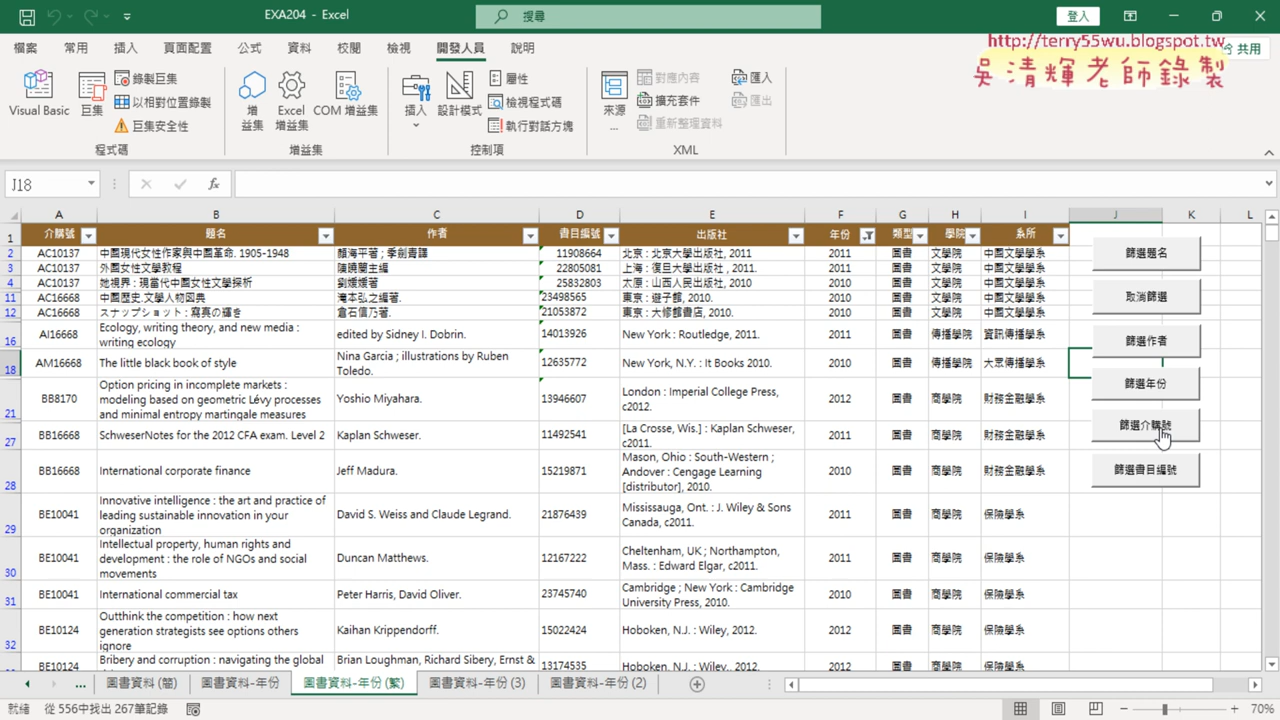 EXA204 - Excel
搜尋
登入
檔案 常用 插入 頁面配置 公式 資料 校閱 檢視 開發人員 說明
共用
http://terry55wu.blogspot.tw
吳清輝老師錄製
Visual Basic
巨集
錄製巨集
以相對位置錄製
巨集安全性
程式碼
增益集
Excel 增益集
COM 增益集
增益集
插入
設計模式
屬性
檢視程式碼
執行對話方塊
控制項
來源...
對應內容
擴充套件
重新整理資料
匯入
匯出
XML
J18
fx
A B C D E F G H I J K L
1 介購號 題名 作者 書目編號 出版社 年份 類型 學院 系所
2 AC10137 中國現代女性作家與中國革命. 1905-1948 顏海平著 ; 季劍青譯 11908664 北京 : 北京大學出版社, 2011 2011 圖書 文學院 中國文學學系
3 AC10137 外國女性文學教程 陳曉蘭主編 22805081 上海 : 復旦大學出版社 , 2011. 2011 圖書 文學院 中國文學學系
4 AC10137 她視界 : 現當代中國女性文學探析 劉媛媛著 25832803 太原 : 山西人民出版社, 2010 2010 圖書 文學院 中國文學學系
11 AC16668 中國歷史.文學人物図典 滝本弘之編著. 23498565 東京 : 遊子館, 2010. 2010 圖書 文學院 中國文學學系
12 AC16668 スナップショット : 寫真の輝き 倉石信乃著. 21053872 東京 : 大修館書店, 2010. 2010 圖書 文學院 中國文學學系
16 AI16668 Ecology, writing theory, and new media : writing ecology edited by Sidney I. Dobrin. 14013926 New York : Routledge, 2011. 2011 圖書 傳播學院 資訊傳播學系
18 AM16668 The little black book of style Nina Garcia ; illustrations by Ruben Toledo. 12635772 New York, N.Y. : It Books 2010. 2010 圖書 傳播學院 大眾傳播學系
21 BB8170 Option pricing in incomplete markets : modeling based on geometric Lévy processes and minimal entropy martingale measures Yoshio Miyahara. 13946607 London : Imperial College Press, c2012. 2012 圖書 商學院 財務金融學系
27 BB16668 SchweserNotes for the 2012 CFA exam. Level 2 Kaplan Schweser. 11492541 [La Crosse, Wis.] : Kaplan Schweser, c2011. 2011 圖書 商學院 財務金融學系
28 BB16668 International corporate finance Jeff Madura. 15219871 Mason, Ohio : South-Western ; Andover : Cengage Learning [distributor], 2010. 2010 圖書 商學院 財務金融學系
29 BE10041 Innovative intelligence : the art and practice of leading sustainable innovation in your organization David S. Weiss and Claude Legrand. 21876439 Mississauga, Ont. : J. Wiley & Sons Canada, c2011. 2011 圖書 商學院 保險學系
30 BE10041 Intellectual property, human rights and development : the role of NGOs and social movements Duncan Matthews. 12167222 Cheltenham, UK ; Northampton, Mass. : Edward Elgar, c2011. 2011 圖書 商學院 保險學系
31 BE10041 International commercial tax Peter Harris, David Oliver. 23745740 Cambridge ; New York : Cambridge University Press, 2010. 2010 圖書 商學院 保險學系
32 BE10124 Outthink the competition : how next generation strategists see options others ignore Kaihan Krippendorff. 15022424 Hoboken, N.J. : Wiley, 2012. 2012 圖書 商學院 保險學系
BE10124 Bribery and corruption : navigating the global Brian Loughman, Richard Sibery, Ernst & 13174535 Hoboken, N.J. : Wiley,, 2012. 2012 圖書 商學院 保險學系
篩選題名
取消篩選
篩選作者
篩選年份
篩選介購號
篩選書目編號
... 圖書資料 (簡) 圖書資料-年份 圖書資料-年份 (繁) 圖書資料-年份 (3) 圖書資料-年份 (2)
就緒 從 556中找出 267筆記錄
70%